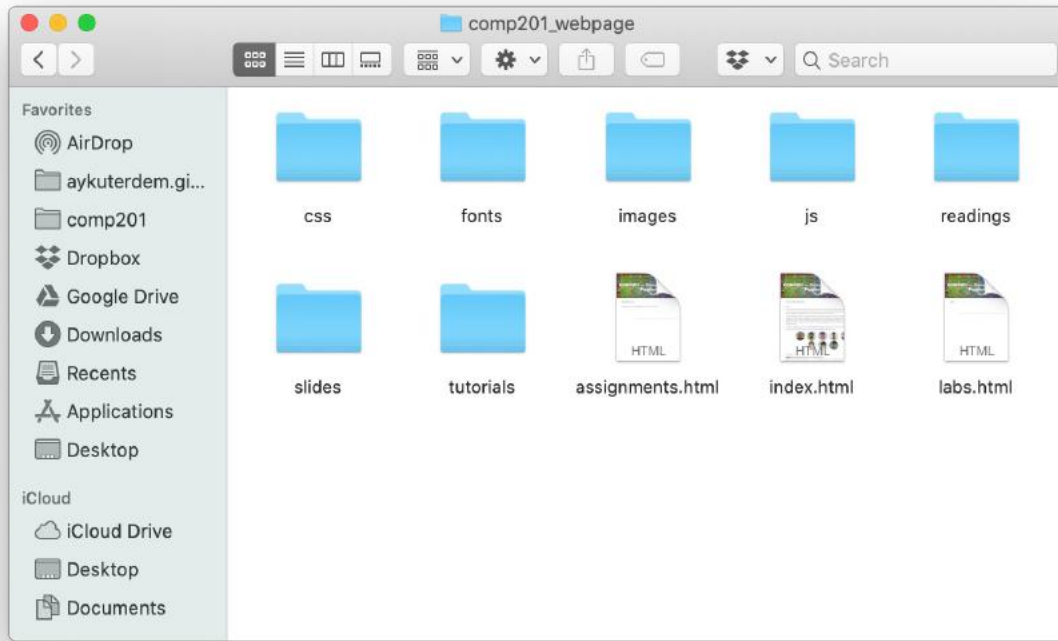 comp201_webpage
Search
Favorites
AirDrop
aykuterdem.gi...
comp201
Dropbox
Google Drive
Downloads
Recents
Applications
Desktop
iCloud
iCloud Drive
Desktop
Documents
css
fonts
images
js
readings
HTML
HTML
HTML
slides
tutorials
assignments.html
index.html
labs.html